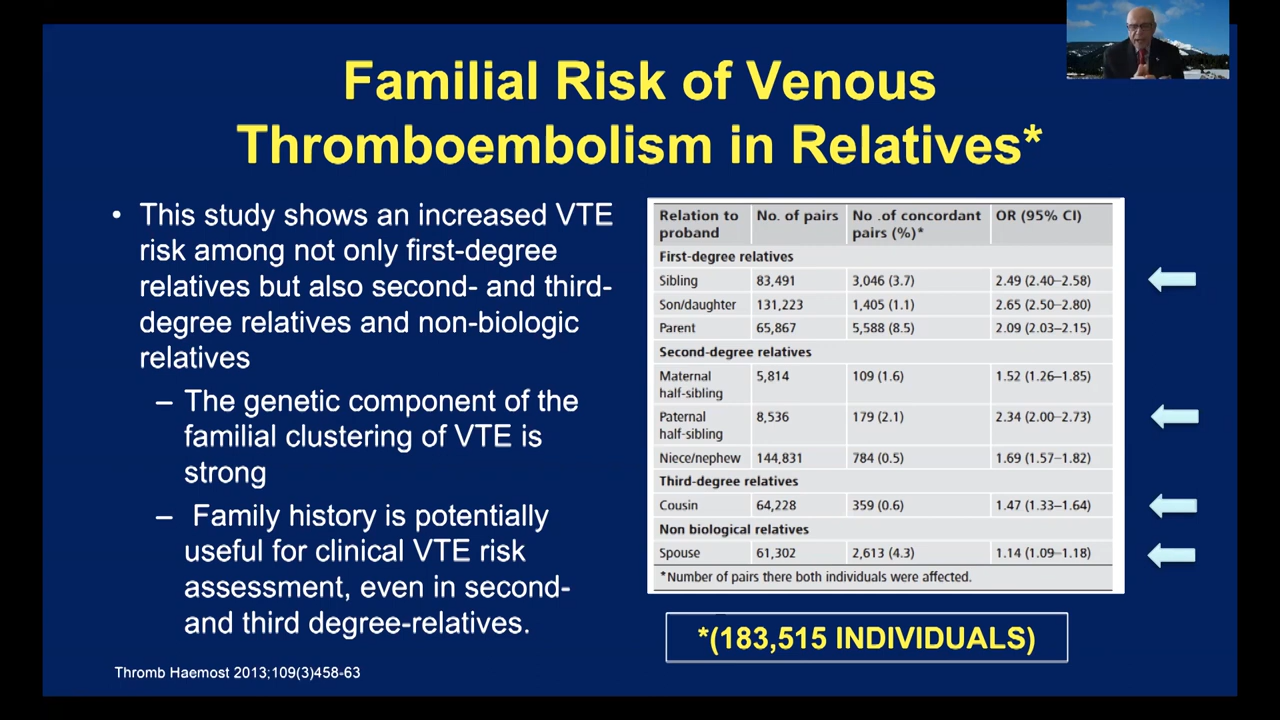 Familial Risk of Venous
Thromboembolism in Relatives*
• This study shows an increased VTE
risk among not only first-degree
relatives but also second- and third-
degree relatives and non-biologic
relatives
– The genetic component of the
familial clustering of VTE is
strong
– Family history is potentially
useful for clinical VTE risk
assessment, even in second-
and third degree-relatives.
Thromb Haemost 2013;109(3)458-63
Relation to proband No. of pairs No .of concordant pairs (%)* OR (95% CI)
First-degree relatives
Sibling 83,491 3,046 (3.7) 2.49 (2.40–2.58)
Son/daughter 131,223 1,405 (1.1) 2.65 (2.50–2.80)
Parent 65,867 5,588 (8.5) 2.09 (2.03–2.15)
Second-degree relatives
Maternal half-sibling 5,814 109 (1.6) 1.52 (1.26–1.85)
Paternal half-sibling 8,536 179 (2.1) 2.34 (2.00–2.73)
Niece/nephew 144,831 784 (0.5) 1.69 (1.57–1.82)
Third-degree relatives
Cousin 64,228 359 (0.6) 1.47 (1.33–1.64)
Non biological relatives
Spouse 61,302 2,613 (4.3) 1.14 (1.09–1.18)
*Number of pairs there both individuals were affected.
*(183,515 INDIVIDUALS)